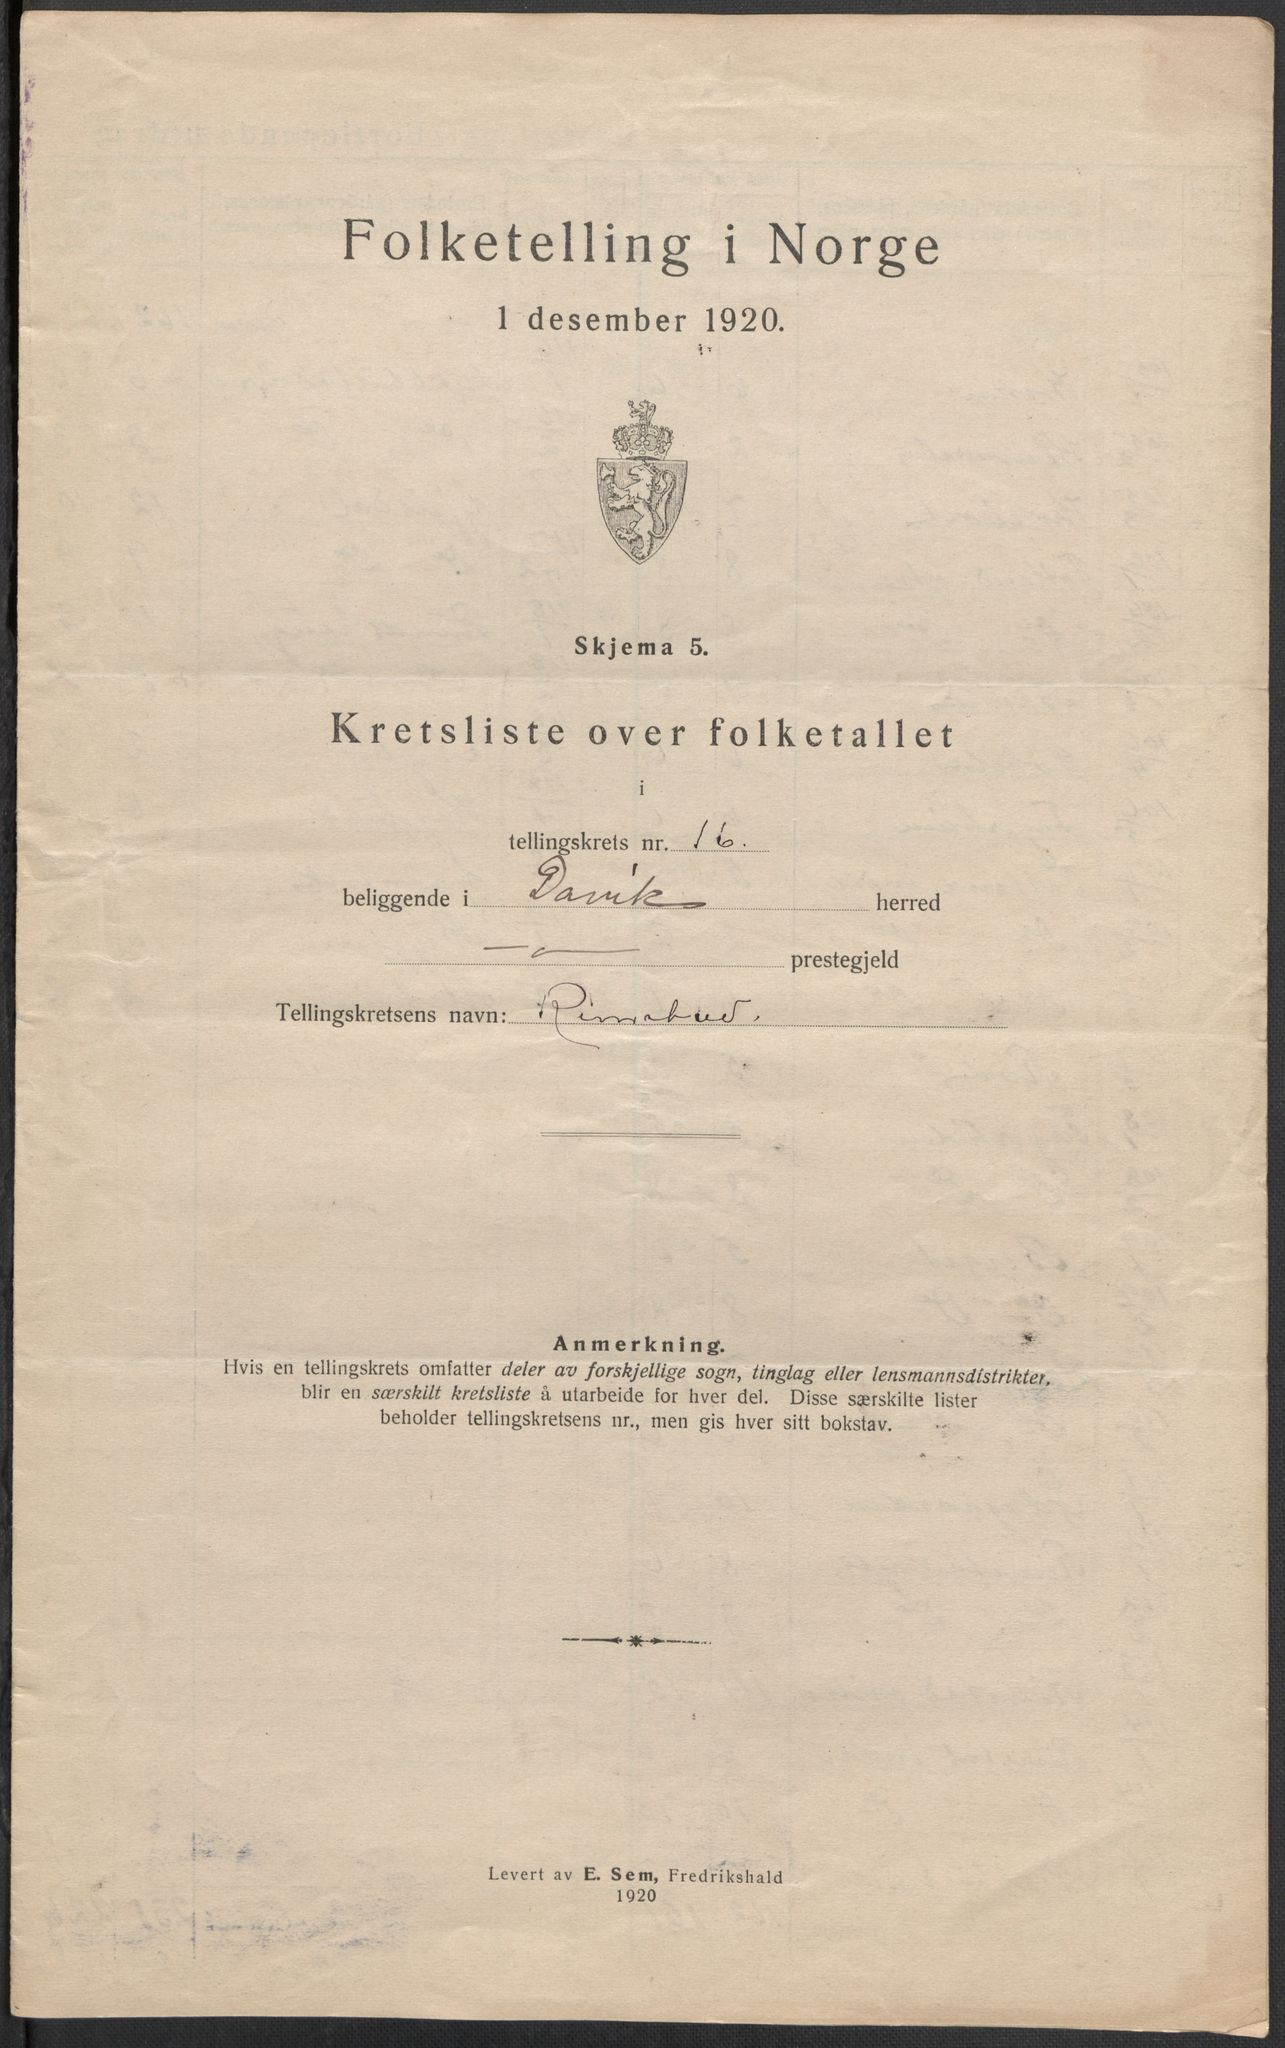 Folketelling i Norge
1 desember 1920.
Skjema 5.
Kretsliste over folketallet
i
tellingskrets nr. 16.
beliggende i Davik herred
prestegjeld
Tellingskretsens navn: Rimstad.
Anmerkning.
Hvis en tellingskrets omfatter deler av forskjellige sogn, tinglag eller lensmannsdistrikter,
blir en særskilt kretsliste å utarbeide for hver del. Disse særskilte lister
beholder tellingskretsens nr., men gis hver sitt bokstav.
Levert av E. Sem, Fredrikshald
1920